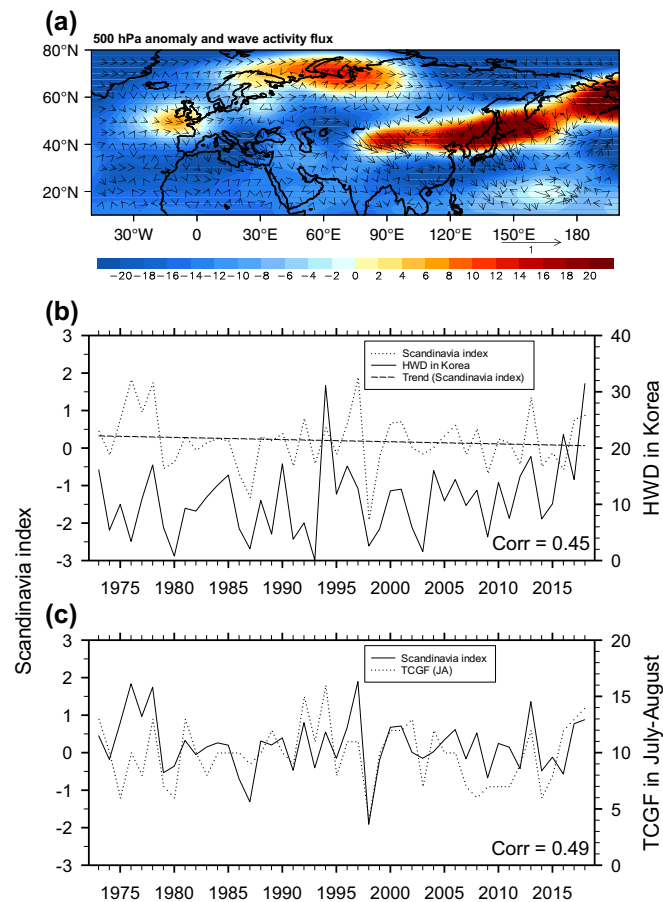 (a)
500 hPa anomaly and wave activity flux
80°N
60°N
40°N
20°N
30°W 0 30°E 60°E 90°E 120°E 150°E 180
1
-20 -18 -16 -14 -12 -10 -8 -6 -4 -2 0 2 4 6 8 10 12 14 16 18 20
(b)
Scandinavia index
HWD in Korea
Trend (Scandinavia index)
3
2
1
0
-1
-2
-3
40
30
20
10
0
HWD in Korea
Corr = 0.45
1975 1980 1985 1990 1995 2000 2005 2010 2015
Scandinavia index
(c)
Scandinavia index
TCGF (JA)
3
2
1
0
-1
-2
-3
20
15
10
5
0
TCGF in July-August
Corr = 0.49
1975 1980 1985 1990 1995 2000 2005 2010 2015